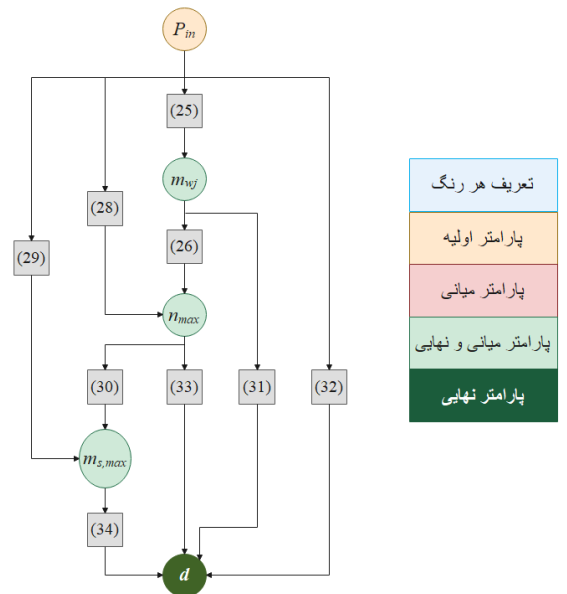 P_in
(25)
m_wj
(28)
(26)
(29)
n_max
(30)
(33)
(31)
(32)
m_s,max
(34)
d
تعریف هر رنگ
پارامتر اولیه
پارامتر میانی
پارامتر میانی و نهایی
پارامتر نهایی